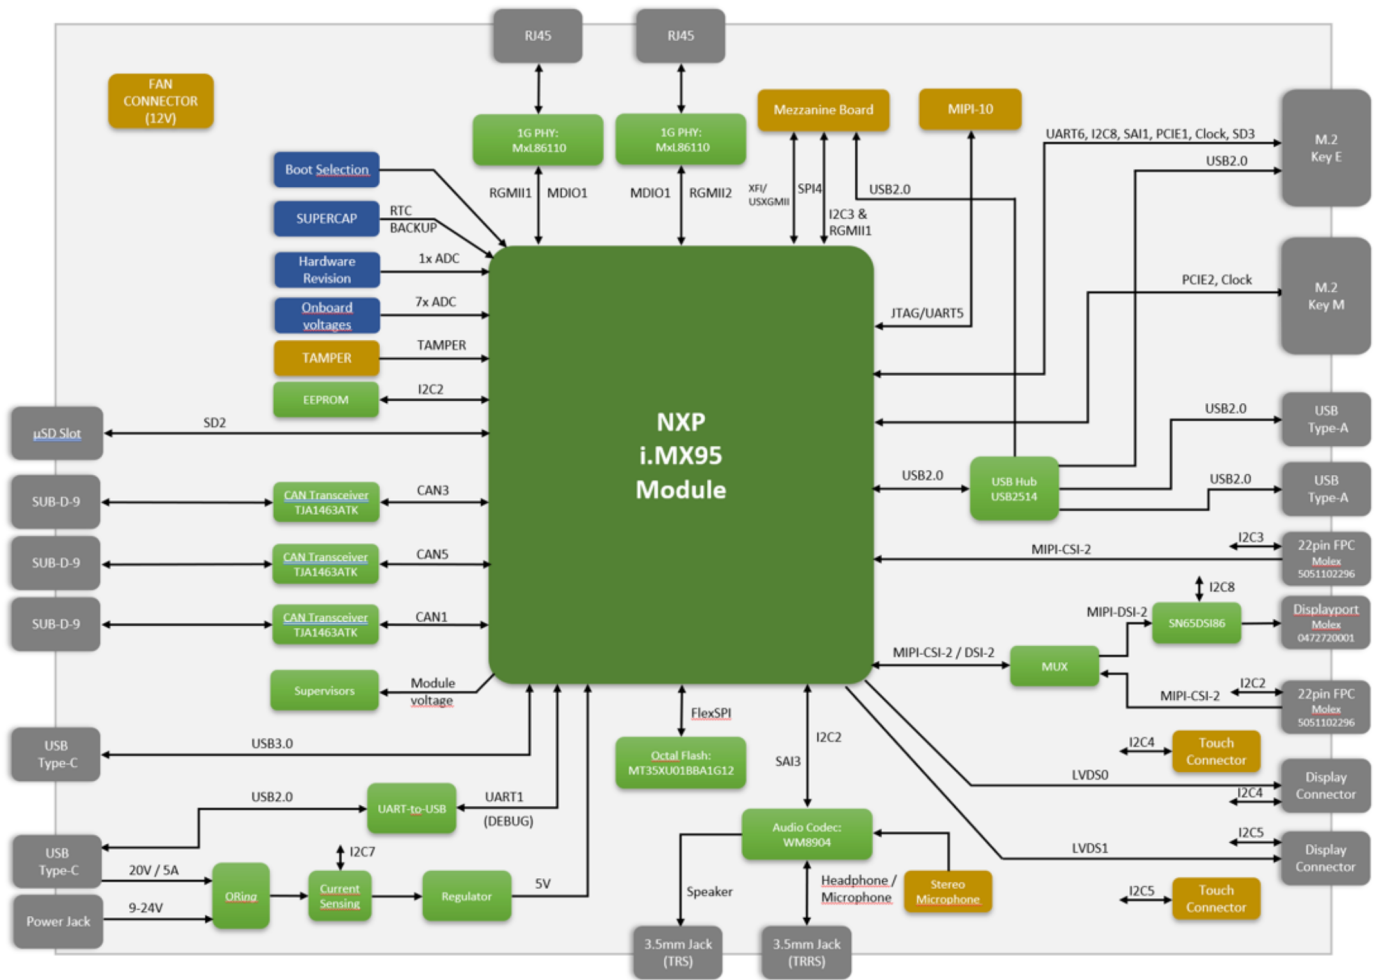 RJ45
RJ45
FAN
CONNECTOR
(12V)
Mezzanine Board
MIPI-10
1G PHY:
MxL86110
1G PHY:
MxL86110
UART6, I2C8, SAI1, PCIE1, Clock, SD3
M.2
Key E
USB2.0
Boot Selection
RGMII1
MDIO1
MDIO1
RGMII2
XFI/
USXGMII
SPI4
USB2.0
I2C3 &
RGMII1
SUPERCAP
RTC
BACKUP
Hardware
Revision
1x ADC
PCIE2, Clock
M.2
Key M
Onboard
voltages
7x ADC
JTAG/UART5
TAMPER
TAMPER
EEPROM
I2C2
µSD Slot
SD2
NXP
i.MX95
Module
USB2.0
USB
Type-A
USB2.0
USB Hub
USB2514
USB2.0
USB
Type-A
SUB-D-9
CAN Transceiver
TJA1463ATK
CAN3
SUB-D-9
CAN Transceiver
TJA1463ATK
CAN5
MIPI-CSI-2
I2C3
22pin FPC
Molex
5051102296
I2C8
SUB-D-9
CAN Transceiver
TJA1463ATK
CAN1
MIPI-DSI-2
SN65DSI86
Displayport
Molex
0472720001
MIPI-CSI-2 / DSI-2
MUX
MIPI-CSI-2
I2C2
22pin FPC
Molex
5051102296
Supervisors
Module
voltage
FlexSPI
USB
Type-C
USB3.0
Octal Flash:
MT35XU01BBA1G12
I2C2
SAI3
I2C4
Touch
Connector
LVDS0
I2C4
Display
Connector
USB2.0
UART-to-USB
UART1
(DEBUG)
Audio Codec:
WM8904
I2C5
LVDS1
Display
Connector
USB
Type-C
20V / 5A
I2C7
ORing
Current
Sensing
Regulator
5V
Speaker
Headphone /
Microphone
Stereo
Microphone
I2C5
Touch
Connector
Power Jack
9-24V
3.5mm Jack
(TRS)
3.5mm Jack
(TRRS)